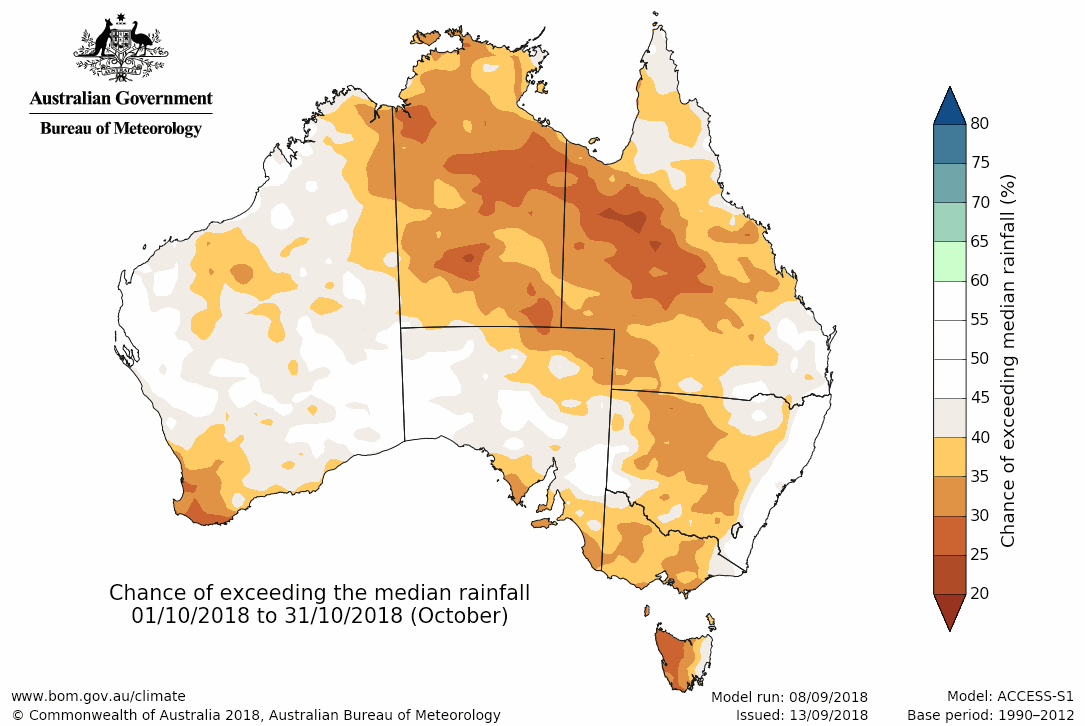 AUSTRALIA
Australian Government
Bureau of Meteorology
80
75
70
65
60
55
50
45
40
35
30
25
20
Chance of exceeding median rainfall (%)
Chance of exceeding the median rainfall
01/10/2018 to 31/10/2018 (October)
www.bom.gov.au/climate
© Commonwealth of Australia 2018, Australian Bureau of Meteorology
Model run: 08/09/2018
Issued: 13/09/2018
Model: ACCESS-S1
Base period: 1990–2012